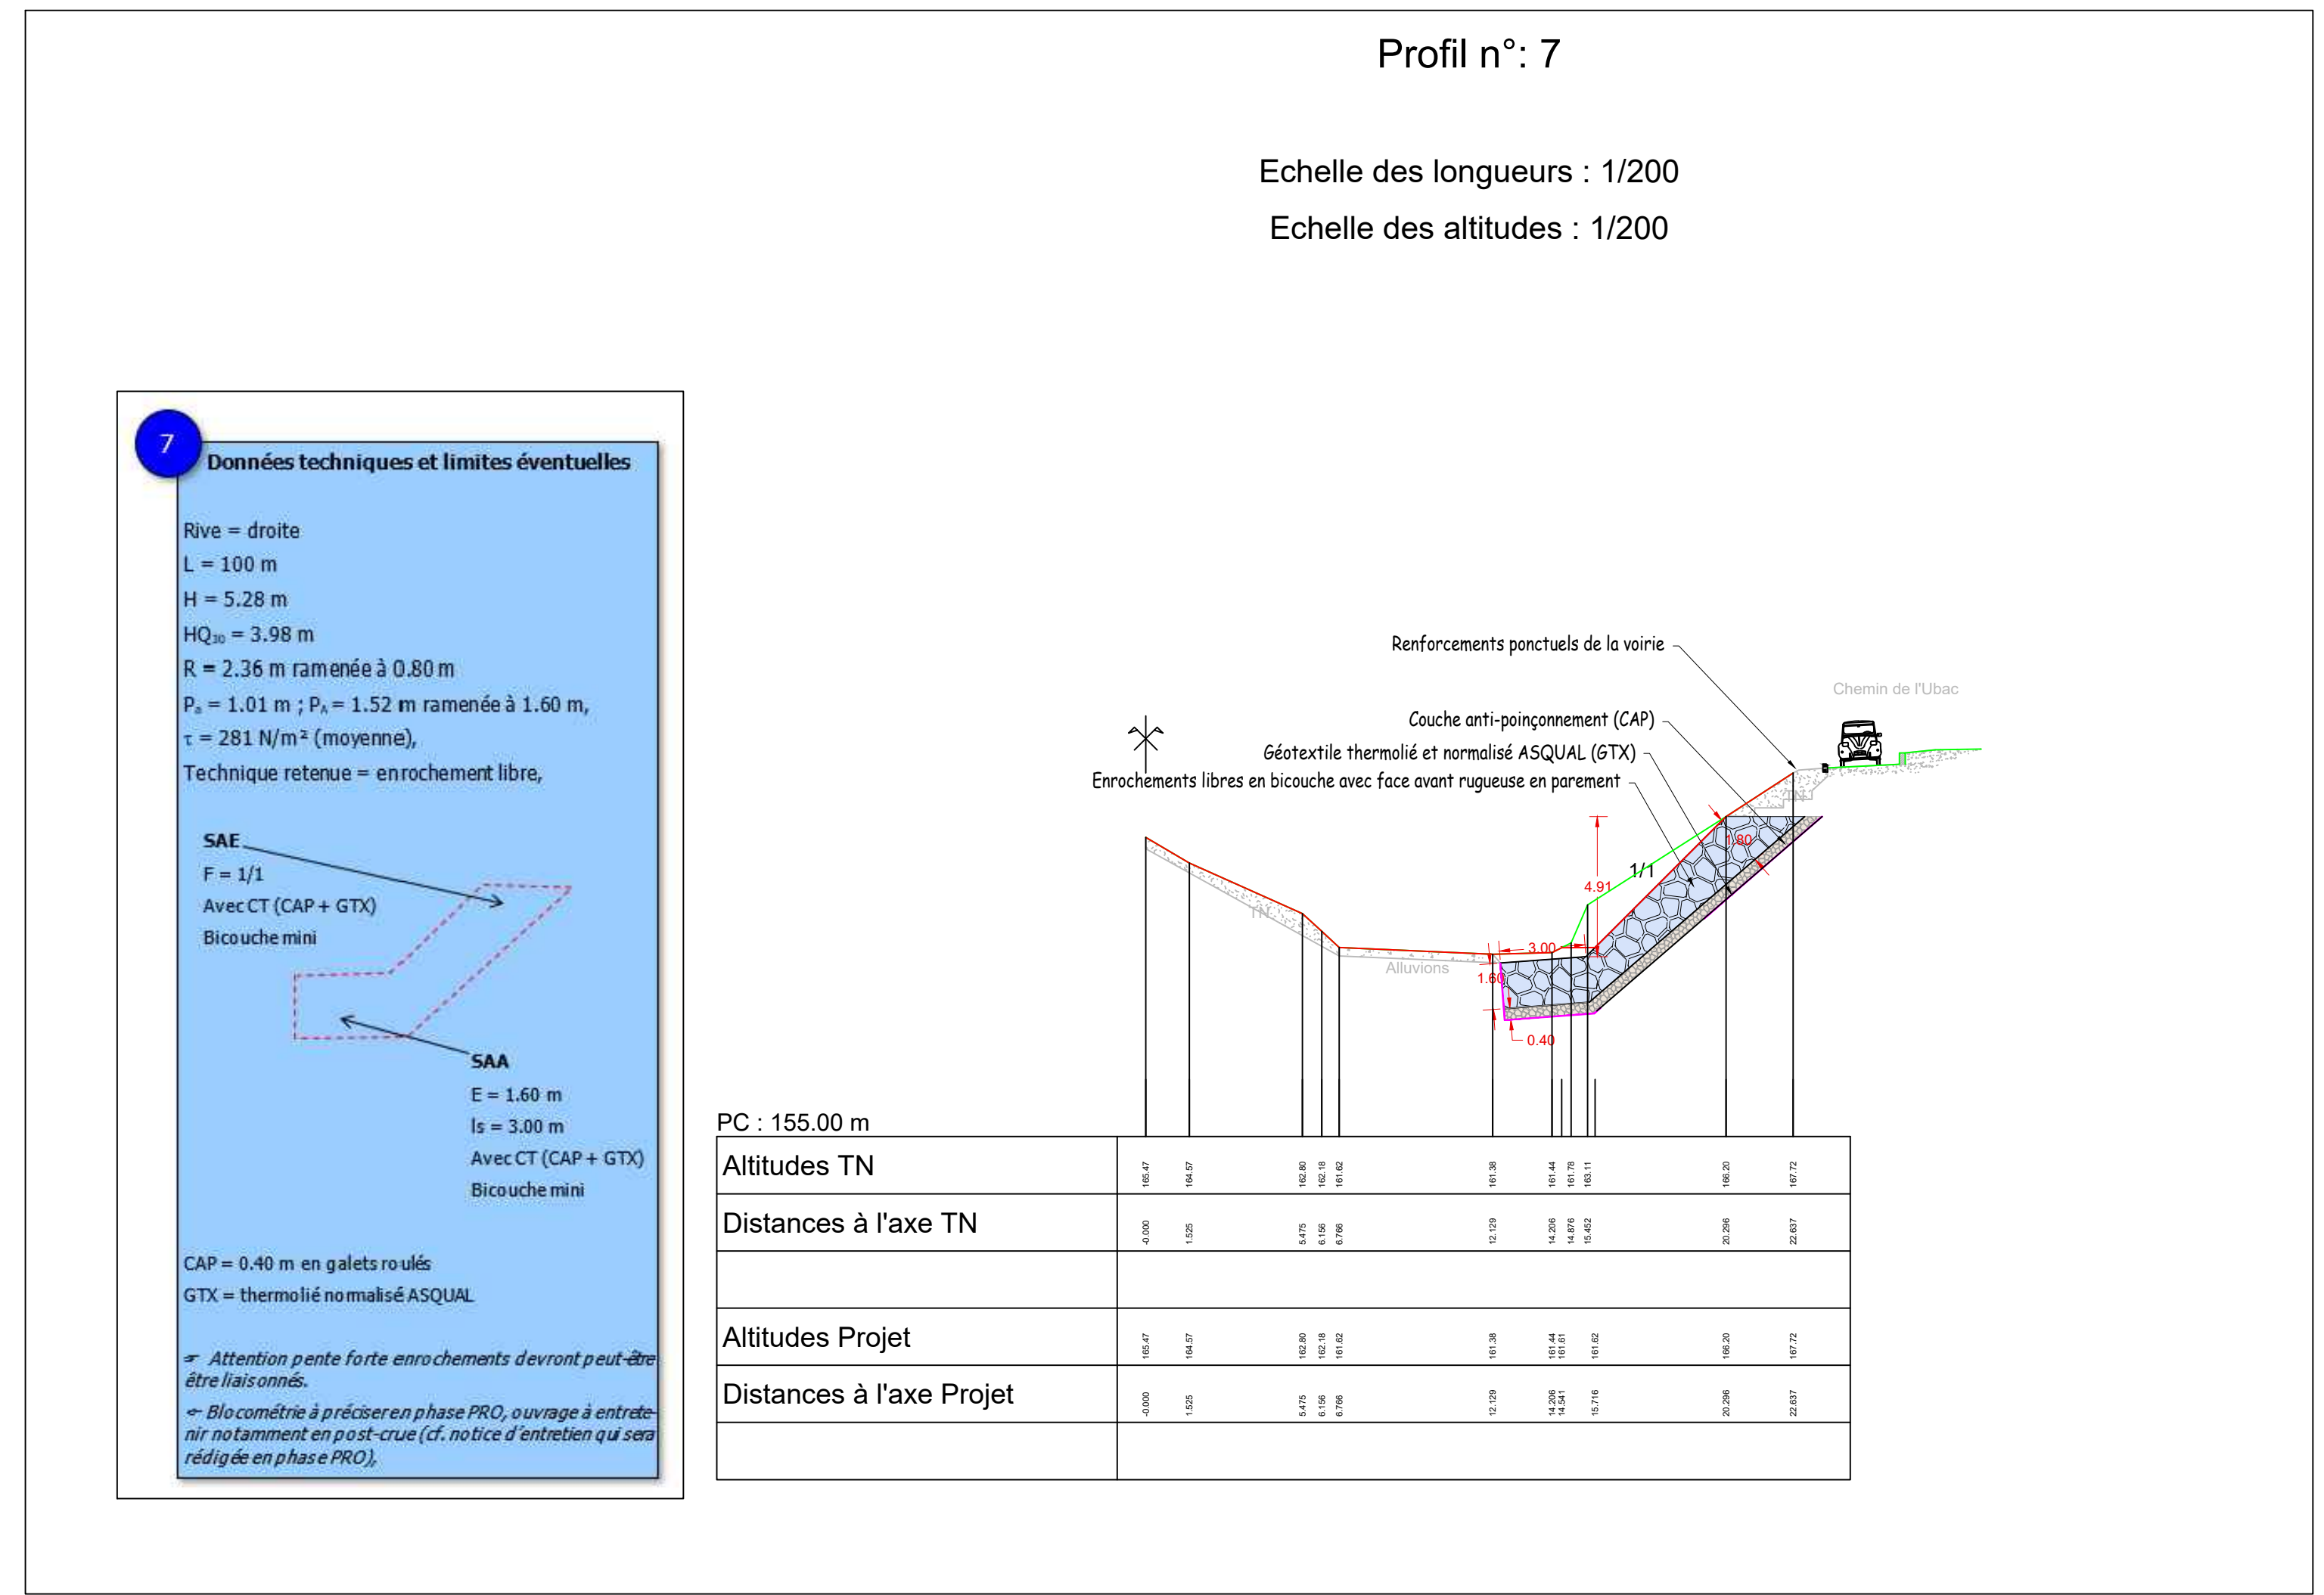 Profil n°: 7
Echelle des longueurs : 1/200
Echelle des altitudes : 1/200
7
Données techniques et limites éventuelles
Rive = droite
L = 100 m
H = 5.28 m
HQ₃₀ = 3.98 m
R = 2.36 m ramenée à 0.80 m
Pₐ = 1.01 m ; P_A = 1.52 m ramenée à 1.60 m,
τ = 281 N/m² (moyenne),
Technique retenue = enrochement libre,
SAE
F = 1/1
Avec CT (CAP + GTX)
Bicouche mini
SAA
E = 1.60 m
ls = 3.00 m
Avec CT (CAP + GTX)
Bicouche mini
CAP = 0.40 m en galets roulés
GTX = thermolié normalisé ASQUAL
☞ Attention pente forte enrochements devront peut-être
être liaisonnés.
☞ Blocométrie à préciser en phase PRO, ouvrage à entrete-
nir notamment en post-crue (cf. notice d'entretien qui sera
rédigée en phase PRO),
Renforcements ponctuels de la voirie
Chemin de l'Ubac
Couche anti-poinçonnement (CAP)
Géotextile thermolié et normalisé ASQUAL (GTX)
Enrochements libres en bicouche avec face avant rugueuse en parement
TN
1.80
1/1
4.91
TN
3.00
Alluvions
1.60
0.40
PC : 155.00 m
Altitudes TN 165.47 164.57 162.80 162.18 161.62 161.38 161.44 161.78 163.11 166.20 167.72
Distances à l'axe TN -0.000 1.525 5.475 6.156 6.766 12.129 14.206 14.876 15.452 20.296 22.637
Altitudes Projet 165.47 164.57 162.80 162.18 161.62 161.38 161.44 161.61 161.62 166.20 167.72
Distances à l'axe Projet -0.000 1.525 5.475 6.156 6.766 12.129 14.206 14.541 15.716 20.296 22.637